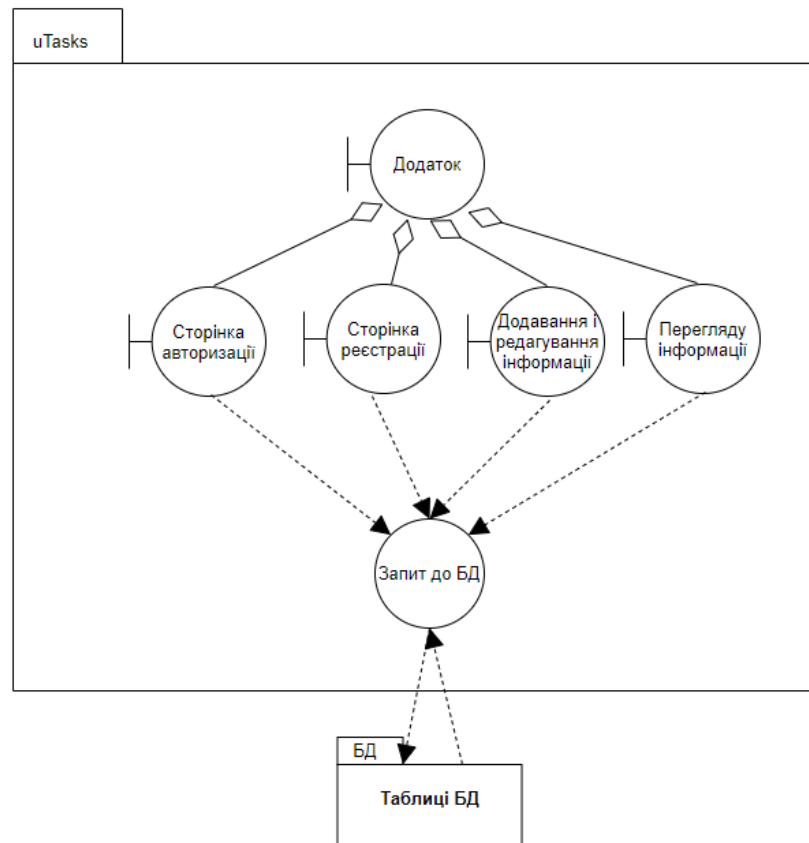 uTasks
Додаток
Сторінка
авторизації
Сторінка
реєстрації
Додавання і
редагування
інформації
Перегляду
інформації
Запит до БД
БД
Таблиці БД